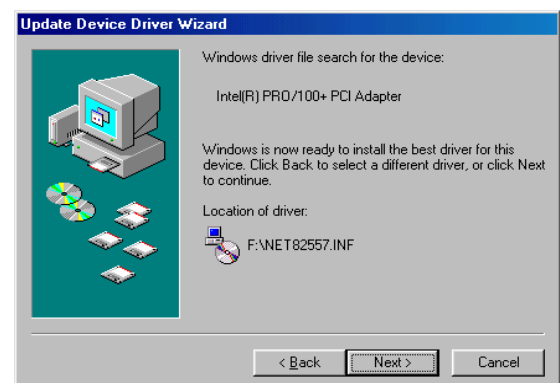 Update Device Driver Wizard
Windows driver file search for the device:
Intel(R) PRO/100+ PCI Adapter
Windows is now ready to install the best driver for this
device. Click Back to select a different driver, or click Next
to continue.
Location of driver:
F:\NET82557.INF
< Back Next > Cancel